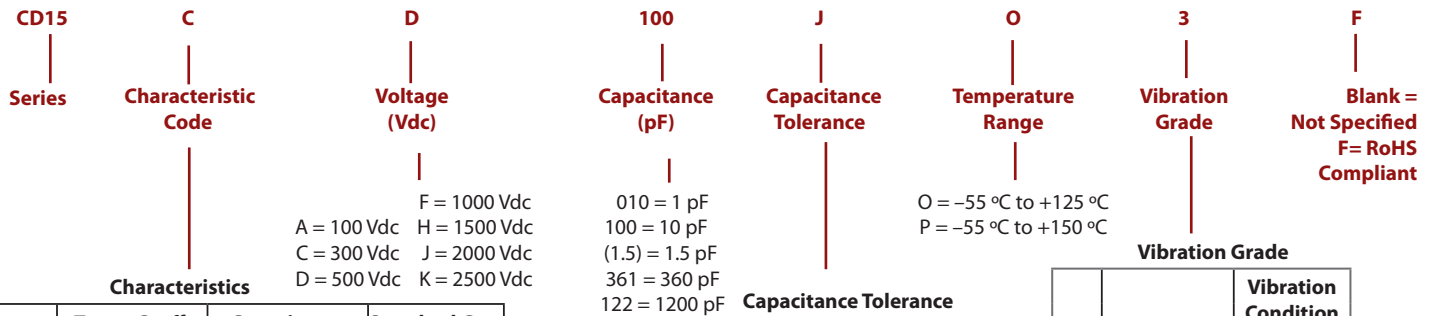 CD15 C D 100 J O 3 F
Series Characteristic Code Voltage (Vdc) Capacitance (pF) Capacitance Tolerance Temperature Range Vibration Grade Blank = Not Specified F= RoHS Compliant
F = 1000 Vdc
A = 100 Vdc H = 1500 Vdc
C = 300 Vdc J = 2000 Vdc
D = 500 Vdc K = 2500 Vdc
010 = 1 pF
100 = 10 pF
(1.5) = 1.5 pF
361 = 360 pF
122 = 1200 pF
O = –55 ºC to +125 ºC
P = –55 ºC to +150 ºC
Characteristics
Capacitance Tolerance
Vibration Grade
Vibration
Condition